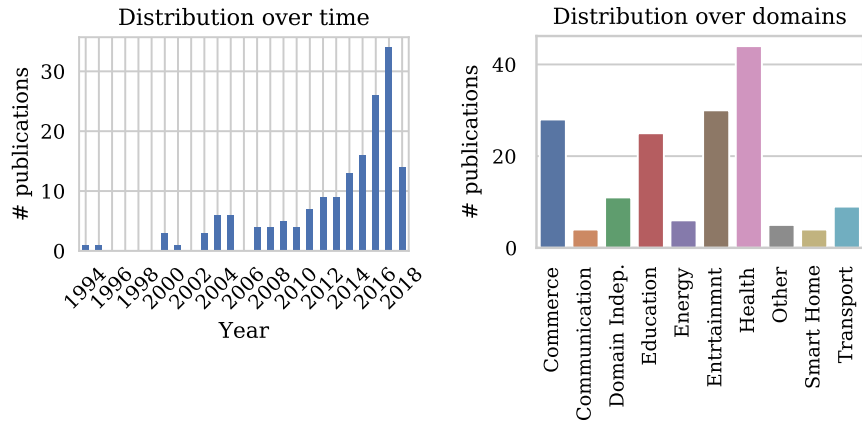 Distribution over time
# publications
30
20
10
0
1994
1996
1998
2000
2002
2004
2006
2008
2010
2012
2014
2016
2018
Year
Distribution over domains
# publications
40
20
0
Commerce
Communication
Domain Indep.
Education
Energy
Entrtainmnt
Health
Other
Smart Home
Transport